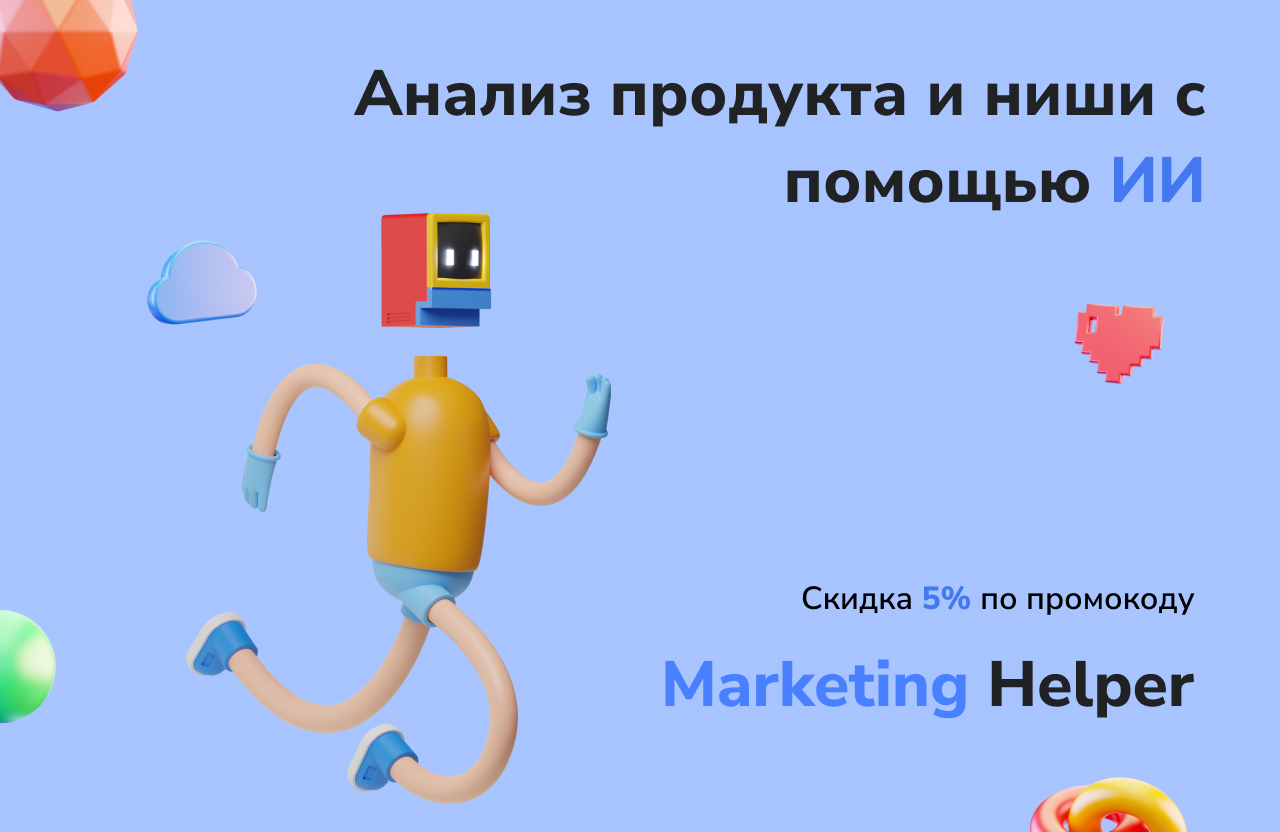 Анализ продукта и ниши с
помощью ИИ
Скидка 5% по промокоду
Marketing Helper